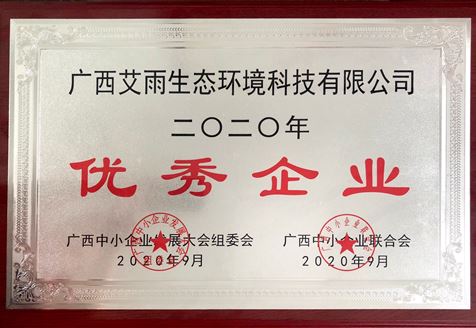 广西艾雨生态环境科技有限公司
二〇二〇年
优秀企业
广西中小企业发展大会组委会 广西中小企业联合会
2020年9月 2020年9月